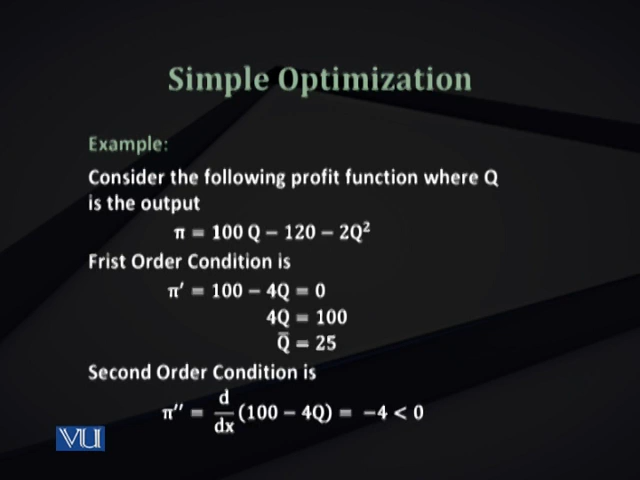 Simple Optimization
Example:
Consider the following profit function where Q
is the output
π = 100 Q − 120 − 2Q²
Frist Order Condition is
π′ = 100 − 4Q = 0
4Q = 100
Q̅ = 25
Second Order Condition is
π′′ = d/dx (100 − 4Q) = −4 < 0
VU